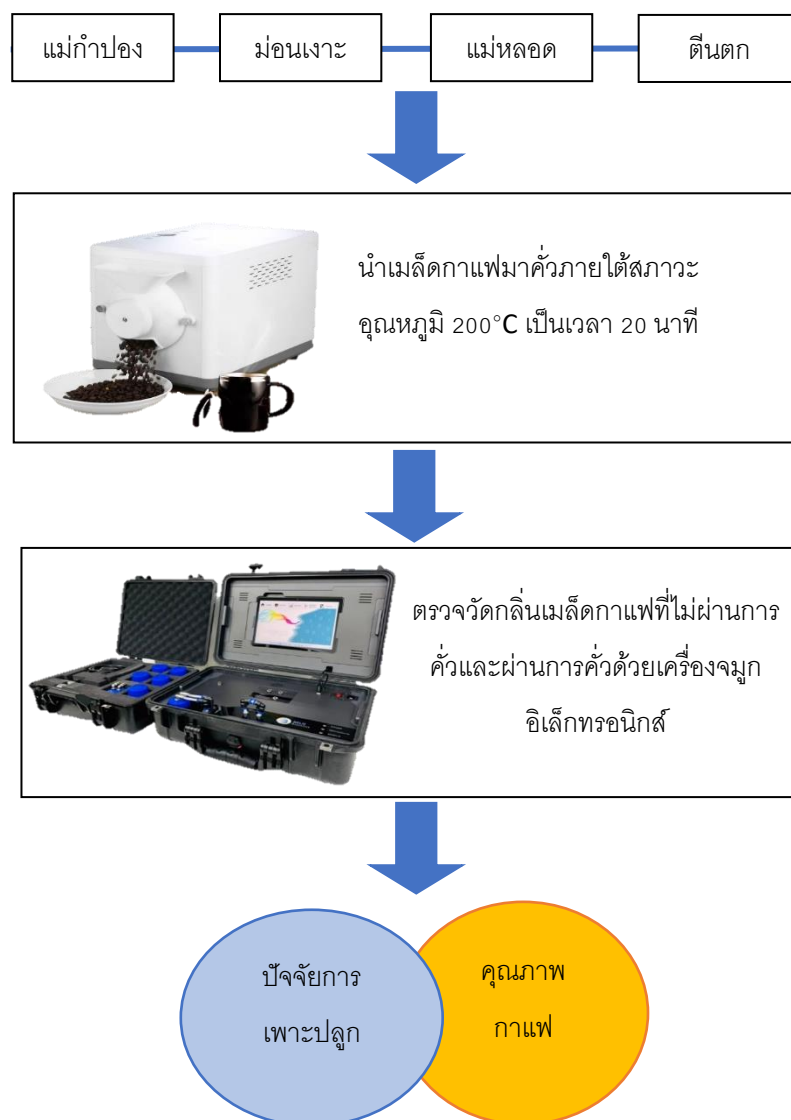 แม่กำปอง ม่อนเงาะ แม่หลอด ตีนตก
นำเมล็ดกาแฟมาคั่วภายใต้สภาวะ
อุณหภูมิ 200°C เป็นเวลา 20 นาที
ตรวจวัดกลิ่นเมล็ดกาแฟที่ไม่ผ่านการ
คั่วและผ่านการคั่วด้วยเครื่องจมูก
อิเล็กทรอนิกส์
ปัจจัยการ
เพาะปลูก
คุณภาพ
กาแฟ